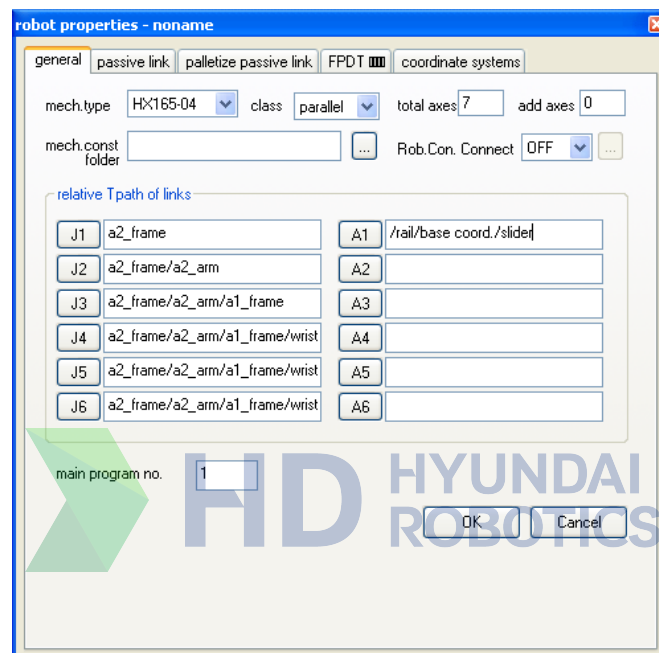 robot properties - noname
general passive link palletize passive link FPDT coordinate systems
mech.type HX165-04 class parallel total axes 7 add axes 0
mech.const folder ... Rob.Con. Connect OFF ...
relative Tpath of links
J1 a2_frame A1 /rail/base coord./slider
J2 a2_frame/a2_arm A2
J3 a2_frame/a2_arm/a1_frame A3
J4 a2_frame/a2_arm/a1_frame/wrist A4
J5 a2_frame/a2_arm/a1_frame/wrist A5
J6 a2_frame/a2_arm/a1_frame/wrist A6
main program no. 1
HD HYUNDAI
ROBOTICS
OK Cancel